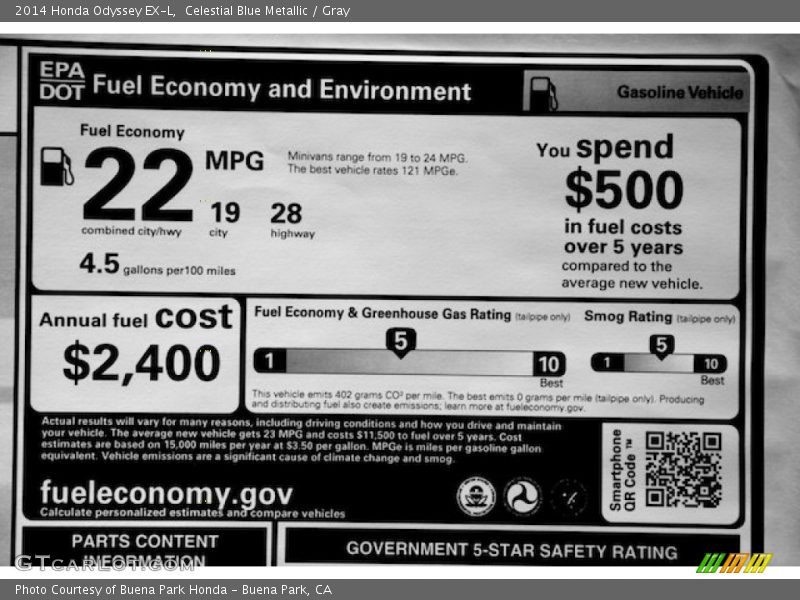 2014 Honda Odyssey EX-L,  Celestial Blue Metallic / Gray
EPA
DOT Fuel Economy and Environment
Gasoline Vehicle
Fuel Economy
22 MPG
Minivans range from 19 to 24 MPG.
The best vehicle rates 121 MPGe.
19 28
combined city/hwy city highway
4.5 gallons per100 miles
You spend
$500
in fuel costs
over 5 years
compared to the
average new vehicle.
Annual fuel cost
$2,400
Fuel Economy & Greenhouse Gas Rating (tailpipe only)
5
1 10
Best
Smog Rating (tailpipe only)
5
1 10
Best
This vehicle emits 402 grams CO² per mile. The best emits 0 grams per mile (tailpipe only). Producing
and distributing fuel also create emissions; learn more at fueleconomy.gov.
Actual results will vary for many reasons, including driving conditions and how you drive and maintain
your vehicle. The average new vehicle gets 23 MPG and costs $11,500 to fuel over 5 years. Cost
estimates are based on 15,000 miles per year at $3.50 per gallon. MPGe is miles per gasoline gallon
equivalent. Vehicle emissions are a significant cause of climate change and smog.
fueleconomy.gov
Calculate personalized estimates and compare vehicles
Smartphone
QR Code™
PARTS CONTENT
INFORMATION
GOVERNMENT 5-STAR SAFETY RATING
GTcarlot.com
Photo Courtesy of Buena Park Honda - Buena Park, CA